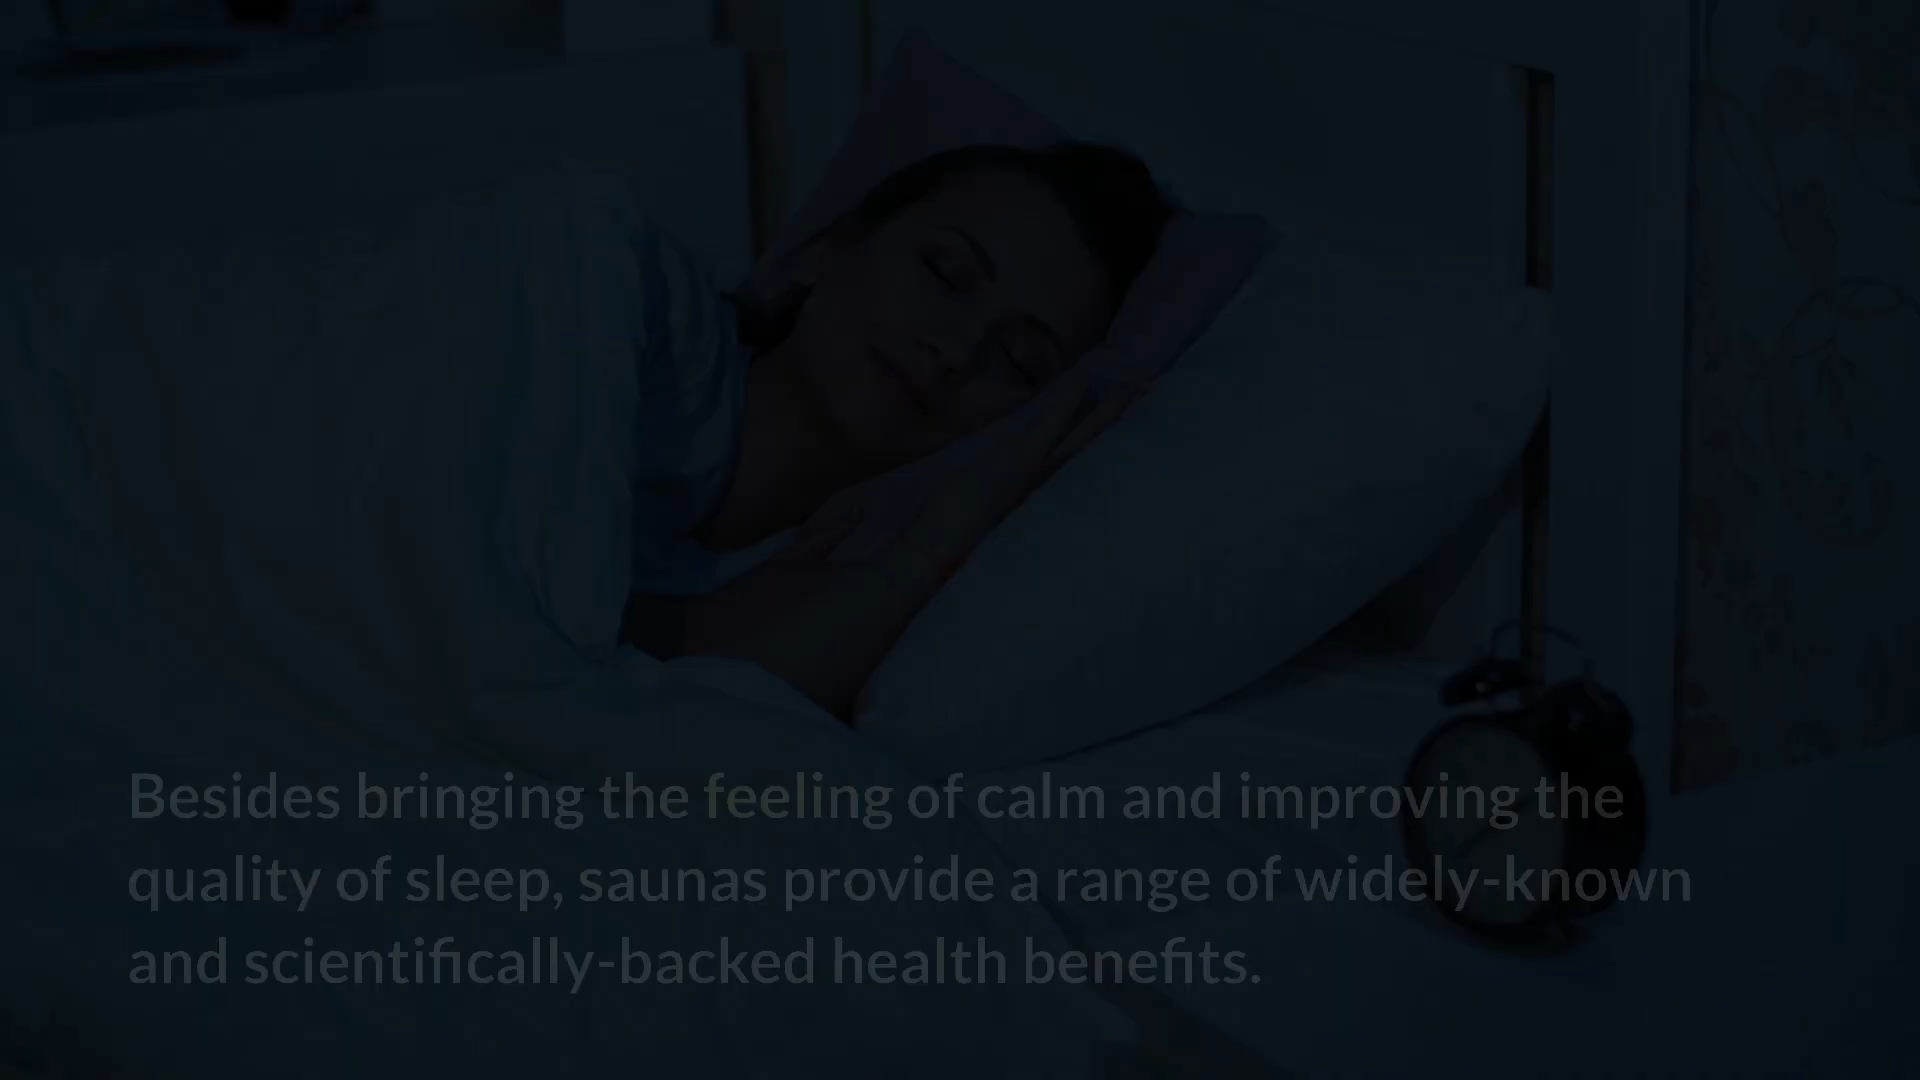 Besides bringing the feeling of calm and improving the
quality of sleep, saunas provide a range of widely-known
and scientifically-backed health benefits.